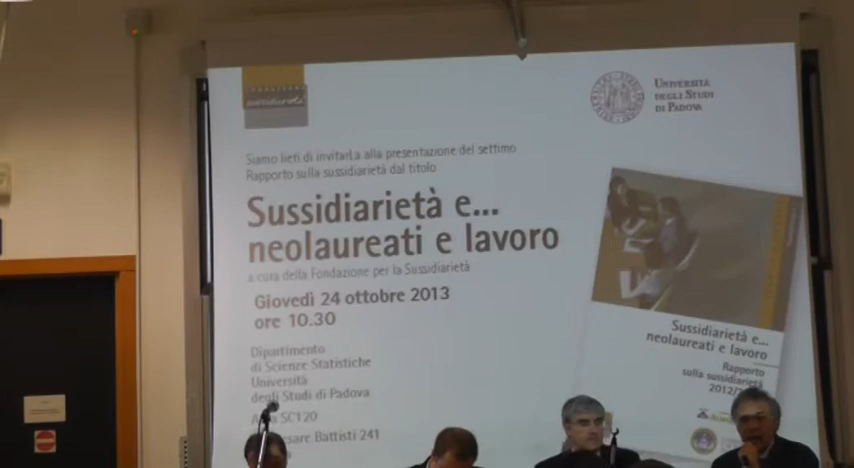 Università
degli Studi
di Padova
Siamo lieti di invitarLa alla presentazione del settimo
Rapporto sulla sussidiarietà dal titolo
Sussidiarietà e...
neolaureati e lavoro
a cura della Fondazione per la Sussidiarietà
Giovedì 24 ottobre 2013
ore 10.30
Dipartimento
di Scienze Statistiche
Università
degli Studi di Padova
SC120
Battisti 241
Sussidiarietà e...
neolaureati e lavoro
Rapporto
sulla sussidiarietà